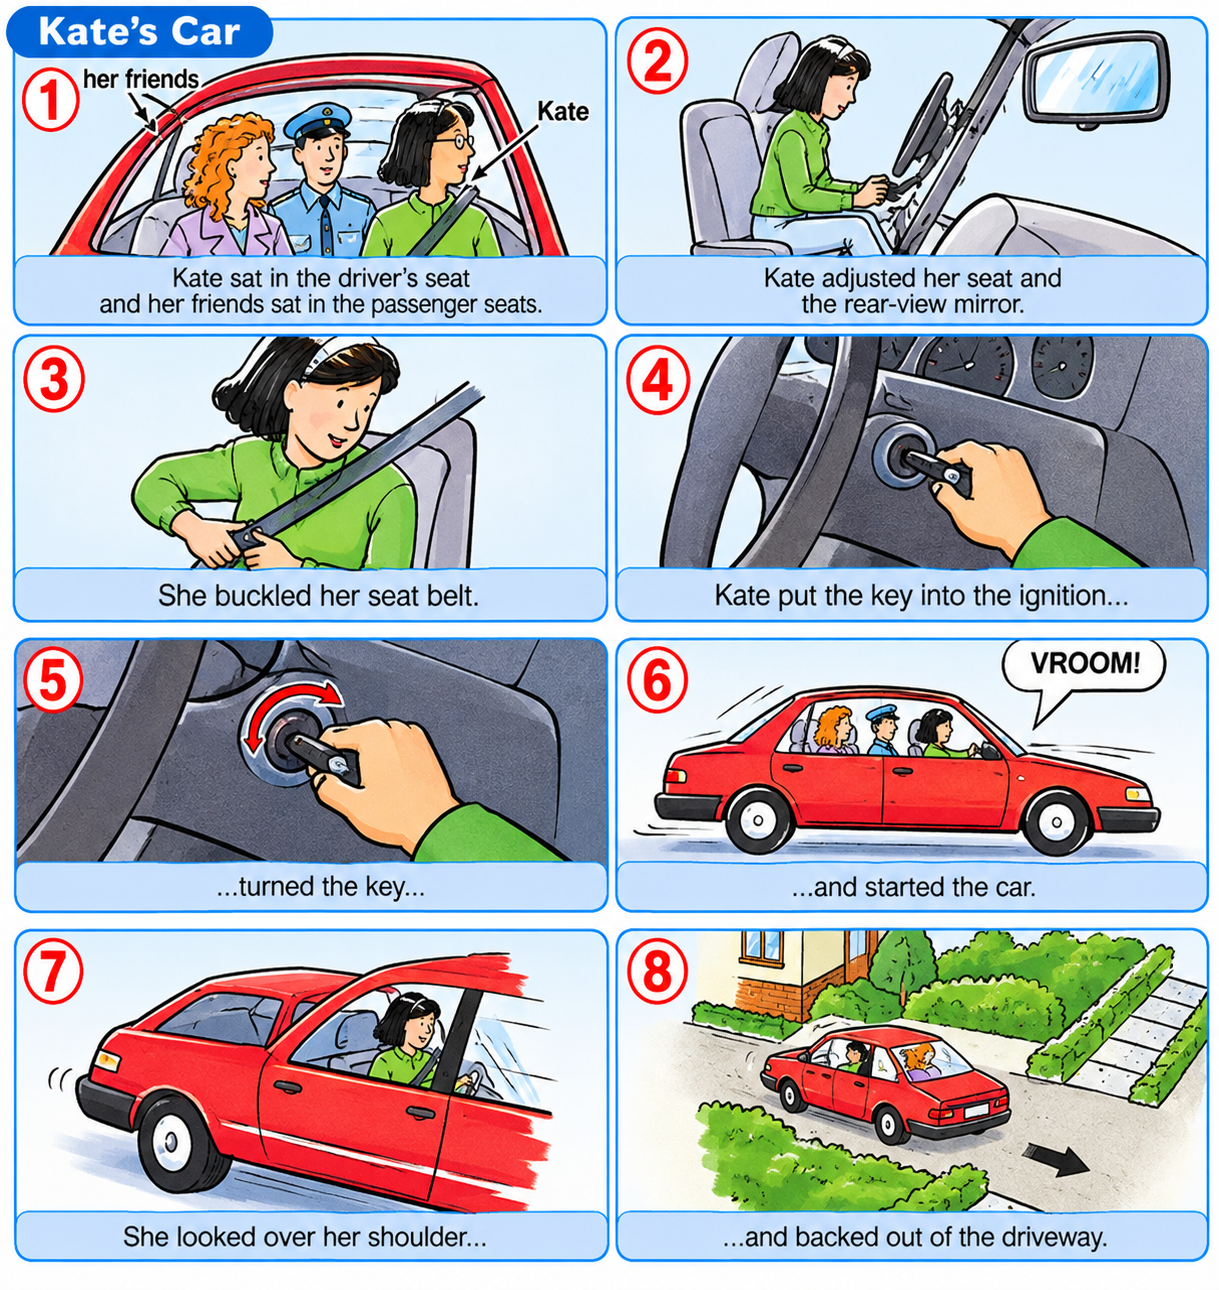 Kate's Car
1
her friends
Kate
Kate sat in the driver's seat
and her friends sat in the passenger seats.
2
Kate adjusted her seat and
the rear-view mirror.
3
She buckled her seat belt.
4
Kate put the key into the ignition...
5
...turned the key...
6
VROOM!
...and started the car.
7
She looked over her shoulder...
8
...and backed out of the driveway.